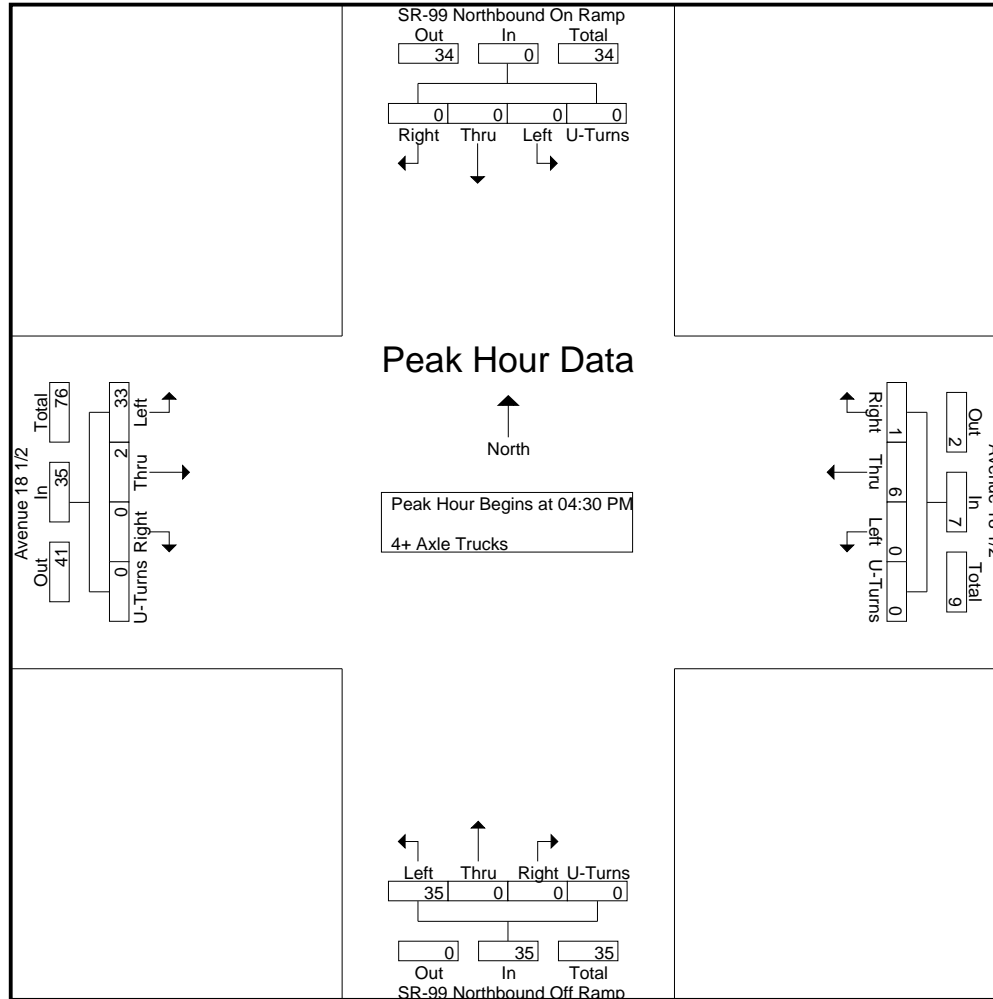 SR-99 Northbound On Ramp
Out In Total
34 0 34
0 0 0 0
Right Thru Left U-Turns
Peak Hour Data
North
Peak Hour Begins at 04:30 PM
4+ Axle Trucks
Avenue 18 1/2
Out In Total
41 35 76
33 2 0 0
Left Thru Right U-Turns
Out In Total
2 7 9
1 6 0 0
Right Thru Left U-Turns
Left Thru Right U-Turns
35 0 0 0
0 35 35
Out In Total
SR-99 Northbound Off Ramp